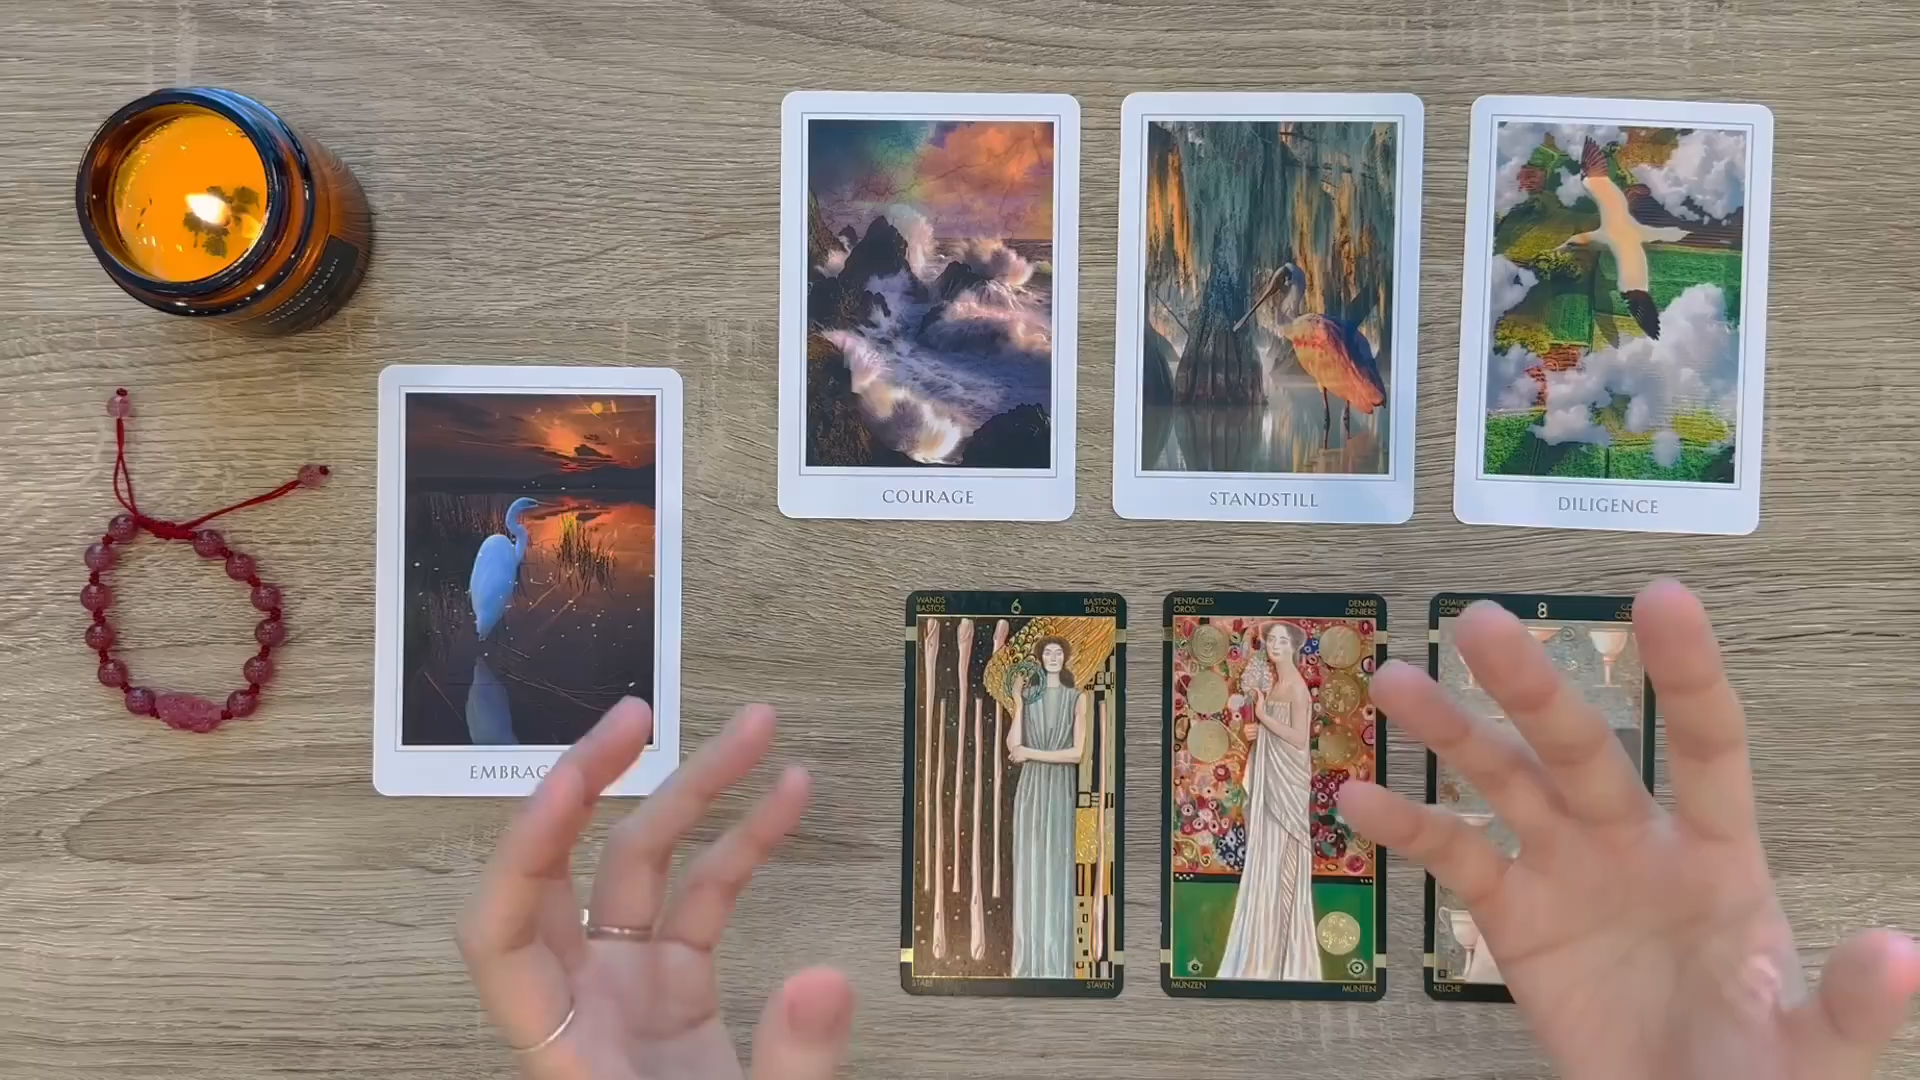 COURAGE
STANDSTILL
DILIGENCE
WANDS
BASTOS
6
BASTONI
BÂTONS
PENTACLES
OROS
7
DENARI
DENIERS
8
STÄBE
STAVEN
MÜNZEN
MUNTEN
KELCHE